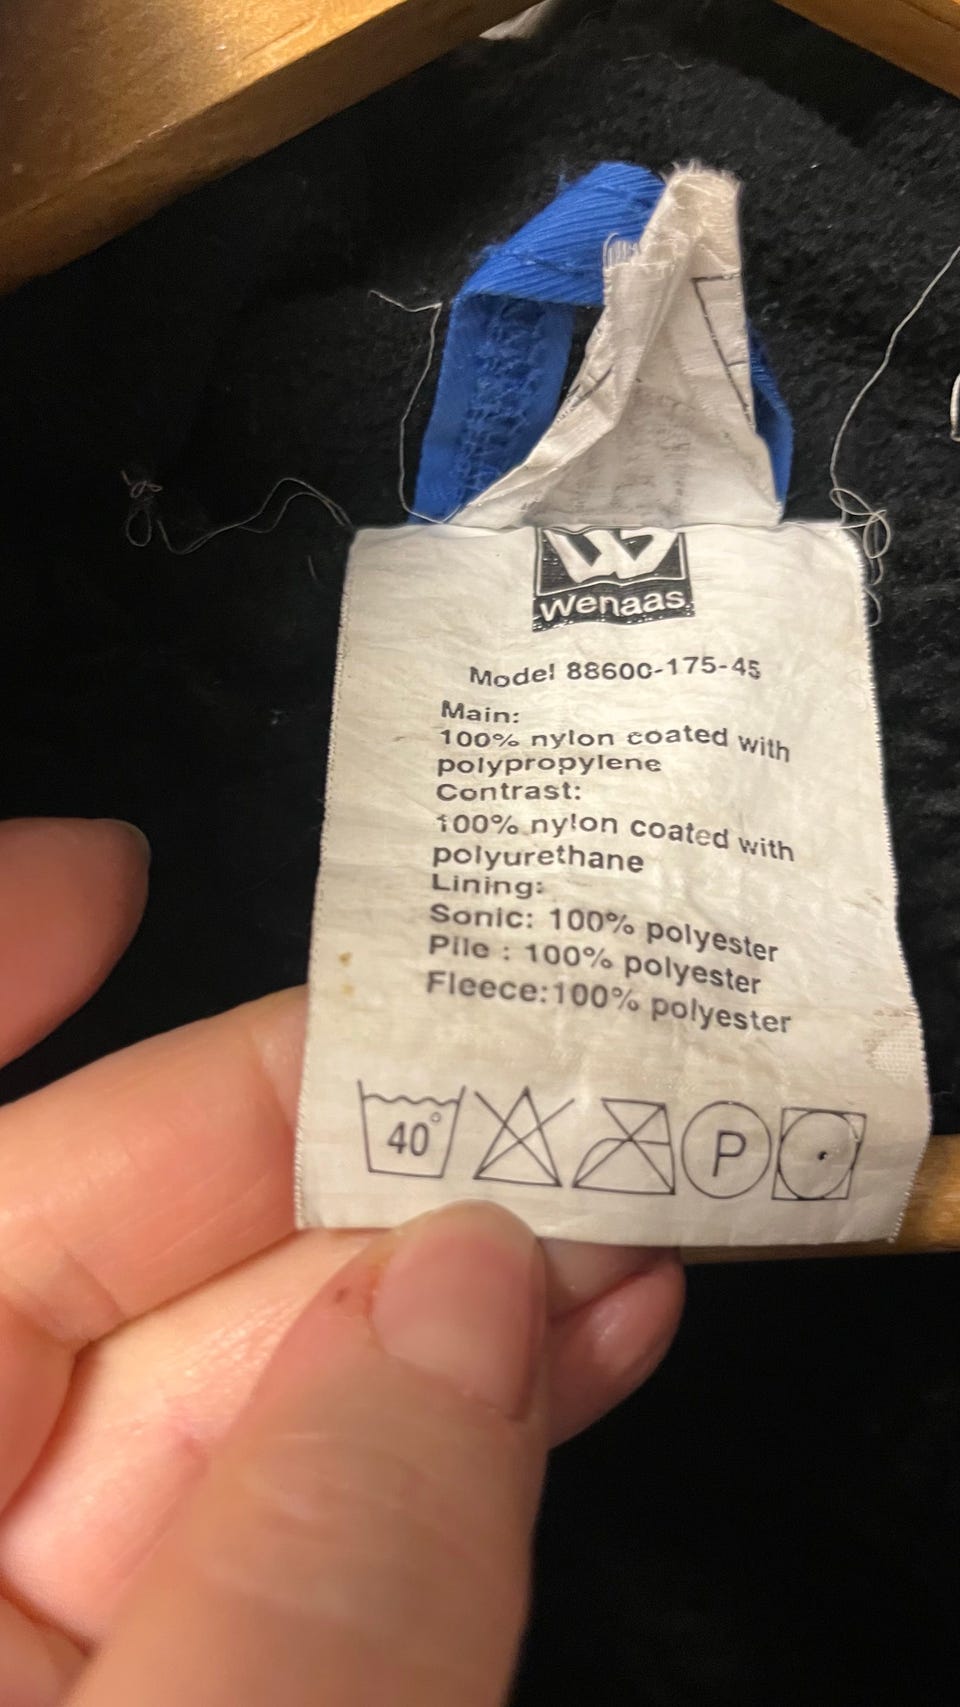 Wenaas
Model 88600-175-45
Main:
100% nylon coated with
polypropylene
Contrast:
100% nylon coated with
polyurethane
Lining:
Sonic: 100% polyester
Pile : 100% polyester
Fleece:100% polyester
40° P